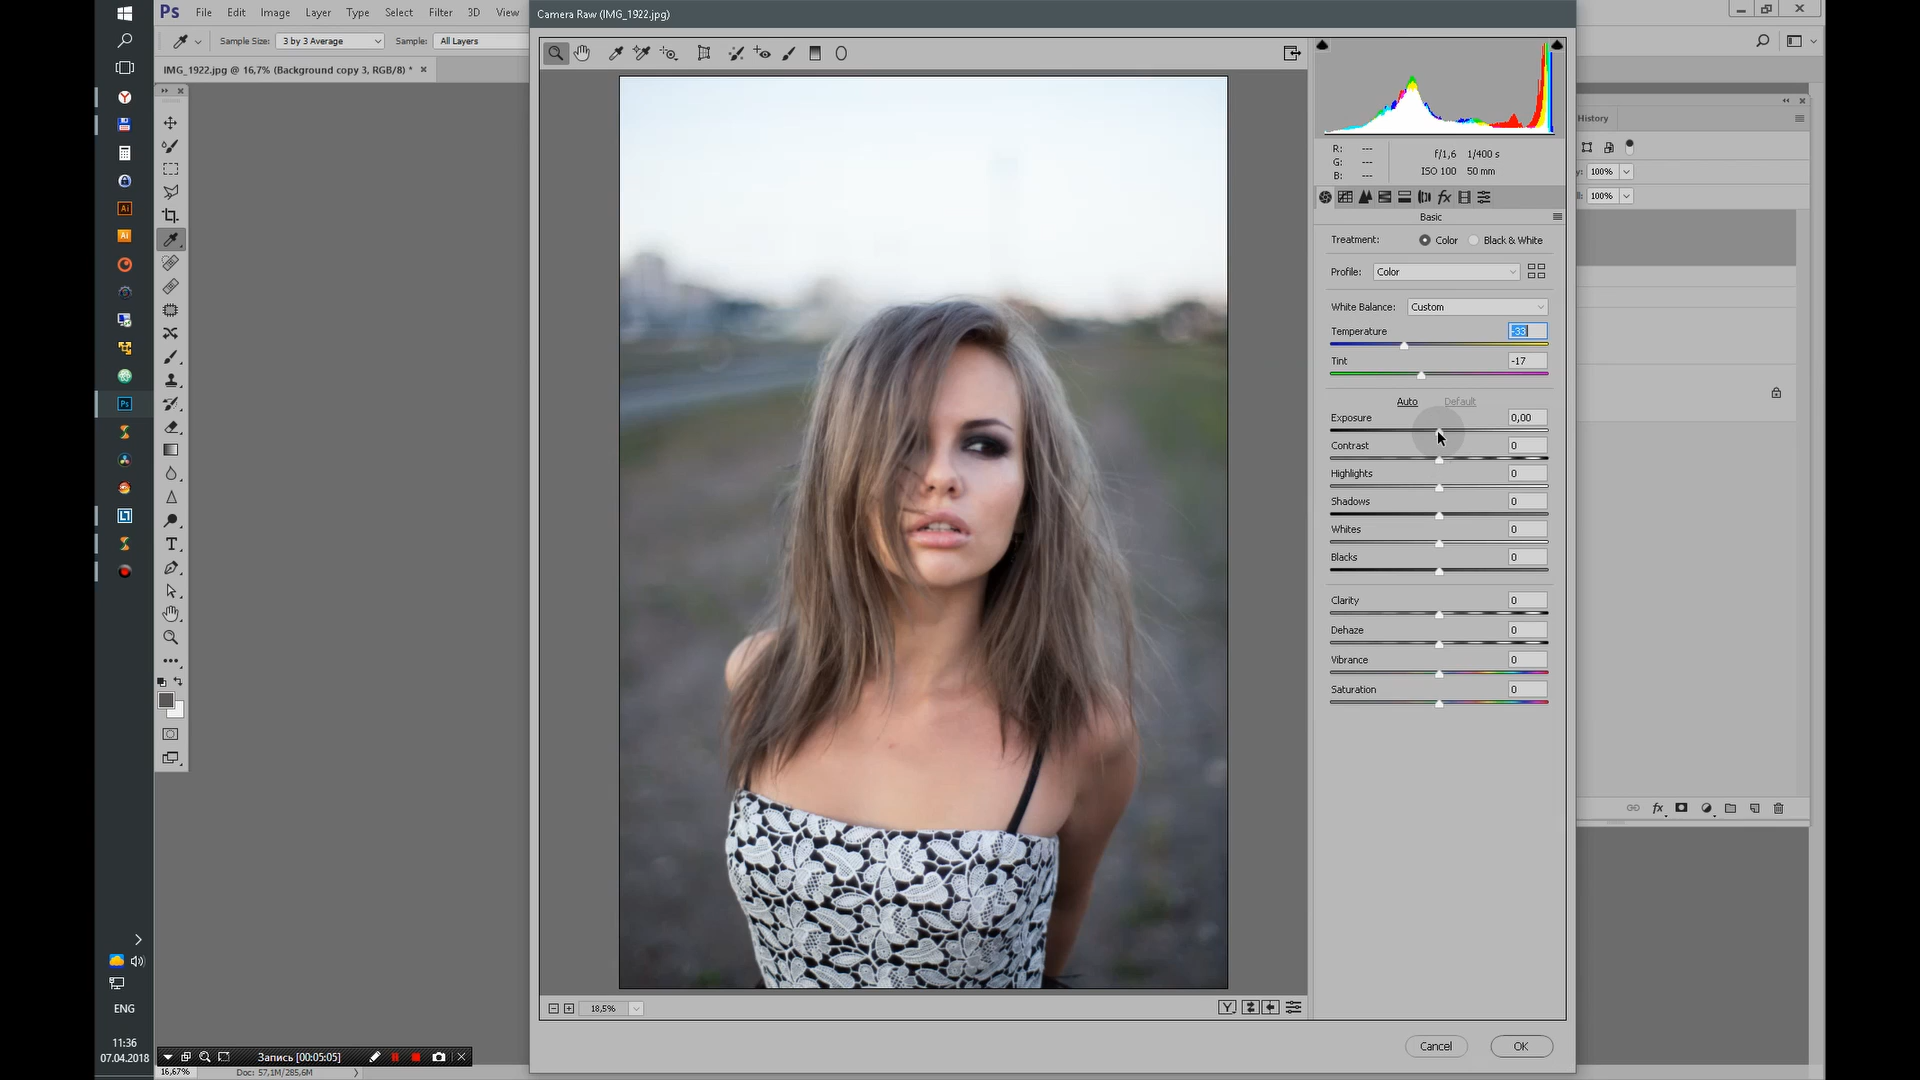 Camera Raw (IMG_1922.jpg)
Ps File Edit Image Layer Type Select Filter 3D View
Sample Size: 3 by 3 Average Sample: All Layers
IMG_1922.jpg @ 16,7% (Background copy 3, RGB/8) *
History
R: ---
G: ---
B: ---
f/1,6 1/400 s
ISO 100 50 mm
100%
100%
Basic
Treatment: Color Black & White
Profile: Color
White Balance: Custom
Temperature -33
Tint -17
Auto Default
Exposure 0,00
Contrast 0
Highlights 0
Shadows 0
Whites 0
Blacks 0
Clarity 0
Dehaze 0
Vibrance 0
Saturation 0
18,5%
Y
Cancel OK
ENG
11:36
07.04.2018
Запись [00:05:05]
16,67% Doc: 57,1M/285,6M